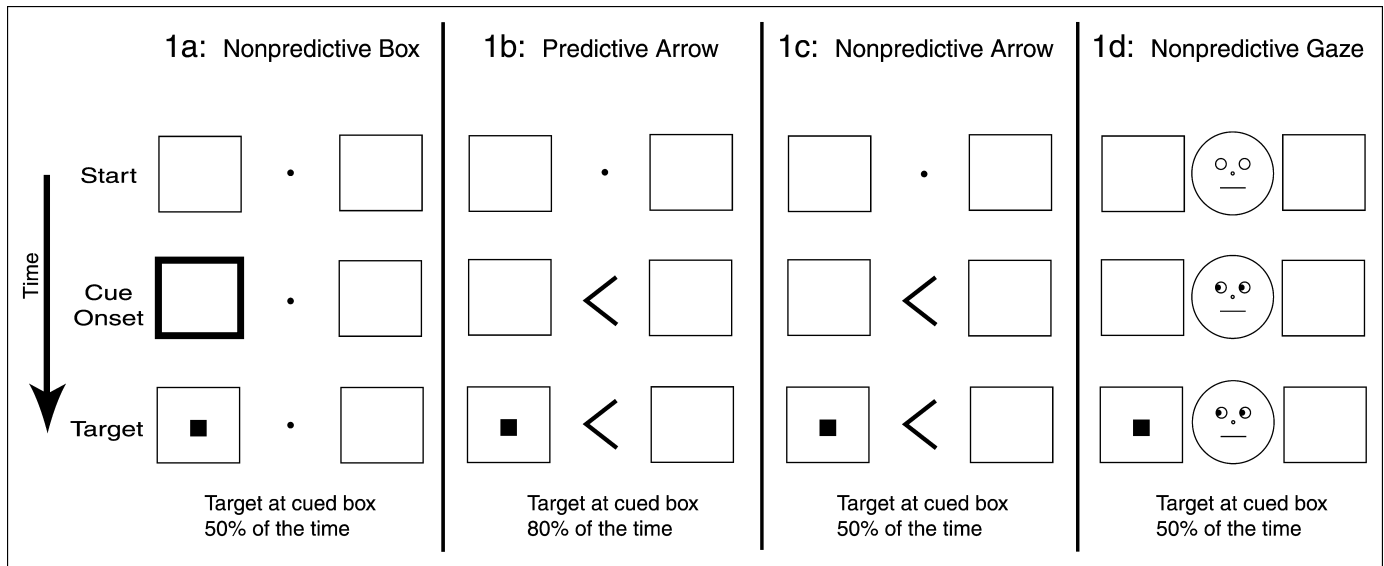 1a: Nonpredictive Box
1b: Predictive Arrow
1c: Nonpredictive Arrow
1d: Nonpredictive Gaze
Time
Start
Cue
Onset
Target
Target at cued box
50% of the time
Target at cued box
80% of the time
Target at cued box
50% of the time
Target at cued box
50% of the time